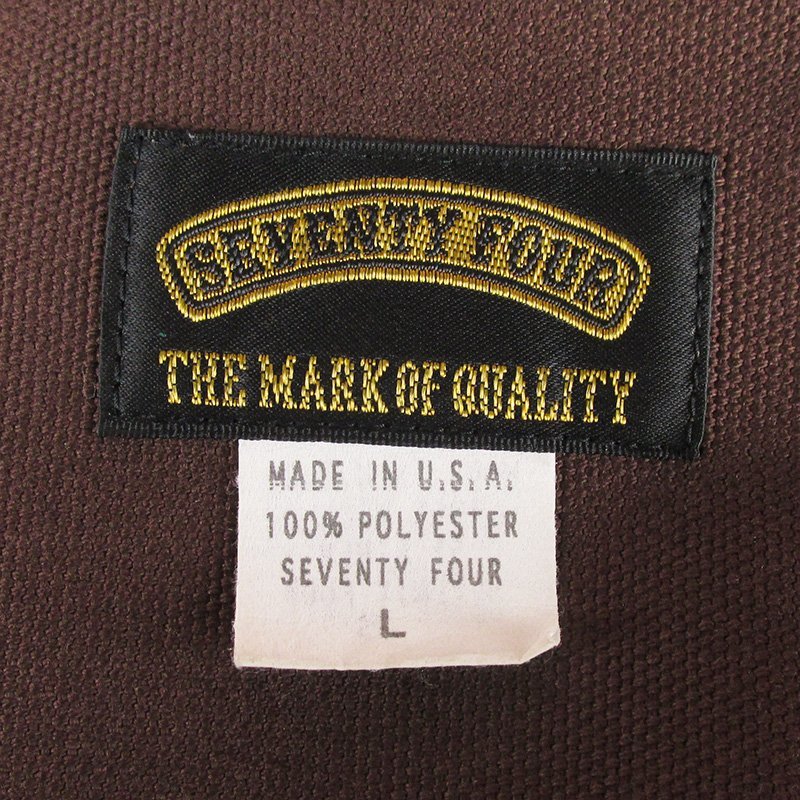 SEVENTY FOUR
THE MARK OF QUALITY
MADE IN U.S.A.
100% POLYESTER
SEVENTY FOUR
L